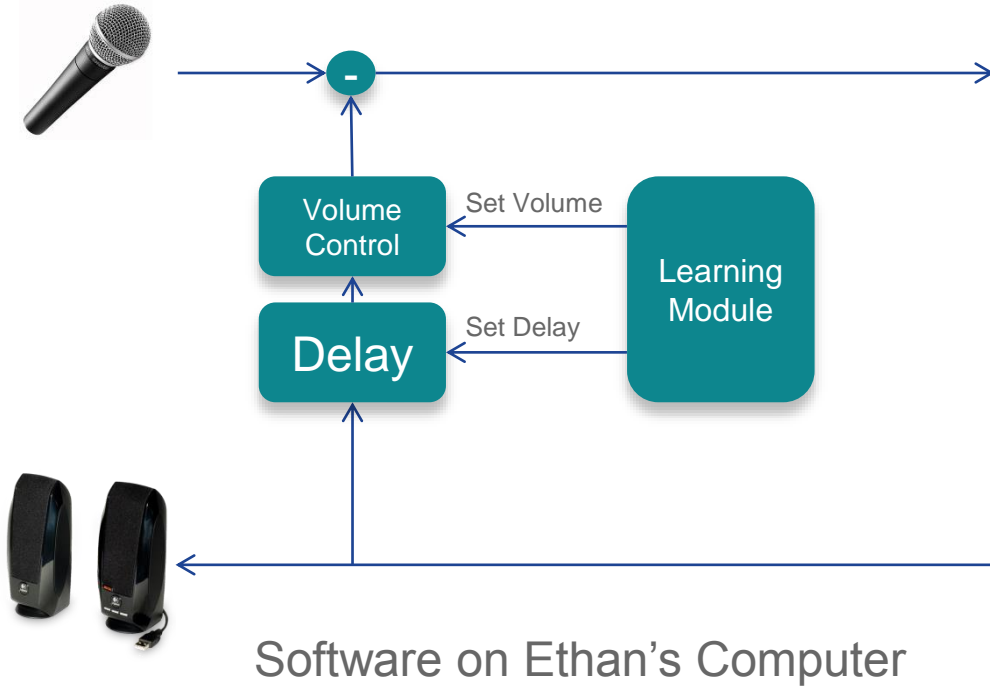 -
Volume
Control
Set Volume
Learning
Module
Set Delay
Delay
Software on Ethan's Computer